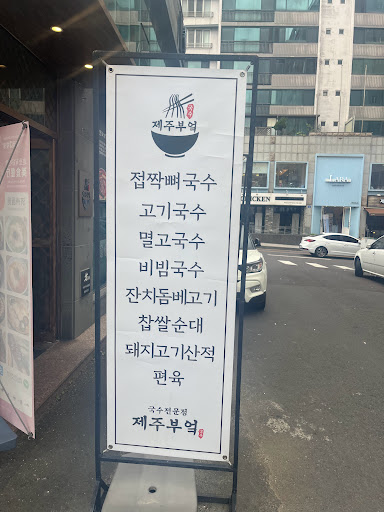 제주부엌
접짝뼈국수
고기국수
멸고국수
비빔국수
잔치돔베고기
찹쌀순대
돼지고기산적
편육
국수전문점
제주부엌